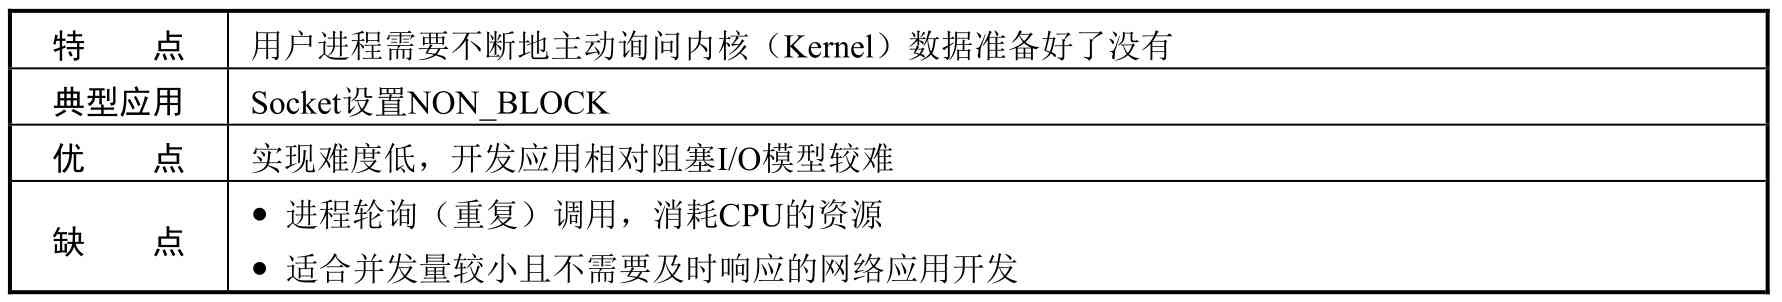 特 点 用户进程需要不断地主动询问内核（Kernel）数据准备好了没有
典型应用 Socket设置NON_BLOCK
优 点 实现难度低，开发应用相对阻塞I/O模型较难
缺 点
• 进程轮询（重复）调用，消耗CPU的资源
• 适合并发量较小且不需要及时响应的网络应用开发